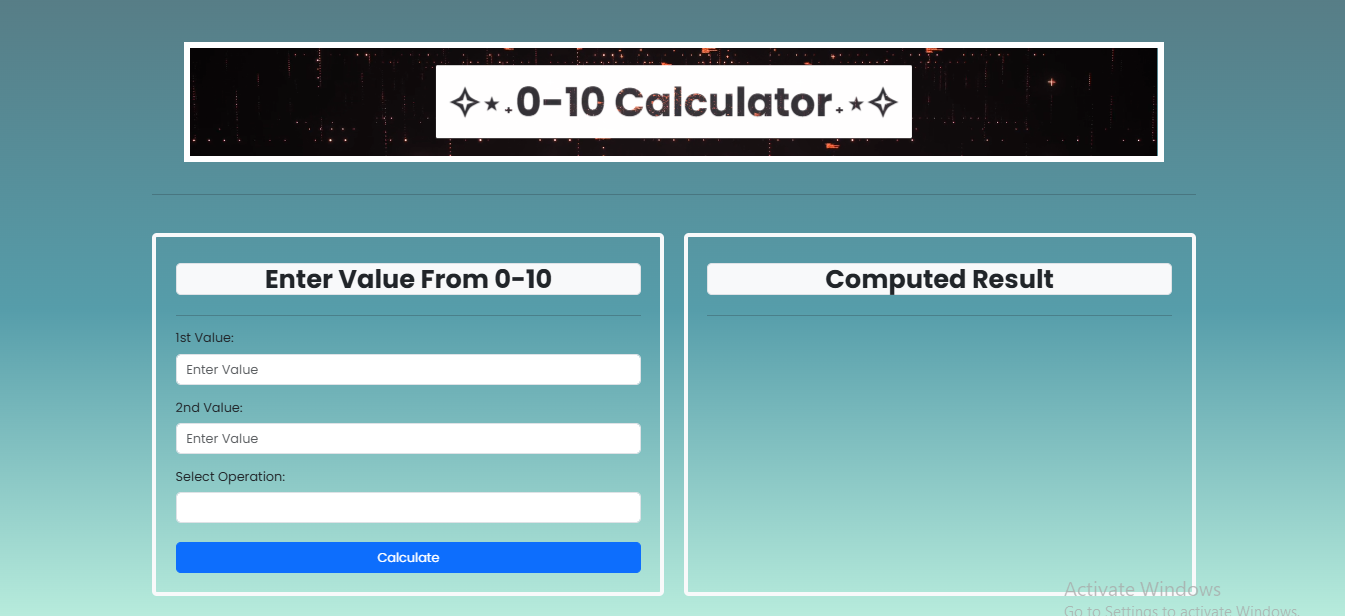 ✧⋆₊0-10 Calculator₊⋆✧
Enter Value From 0-10
1st Value:
Enter Value
2nd Value:
Enter Value
Select Operation:
Calculate
Computed Result
Activate Windows
Go to Settings to activate Windows.